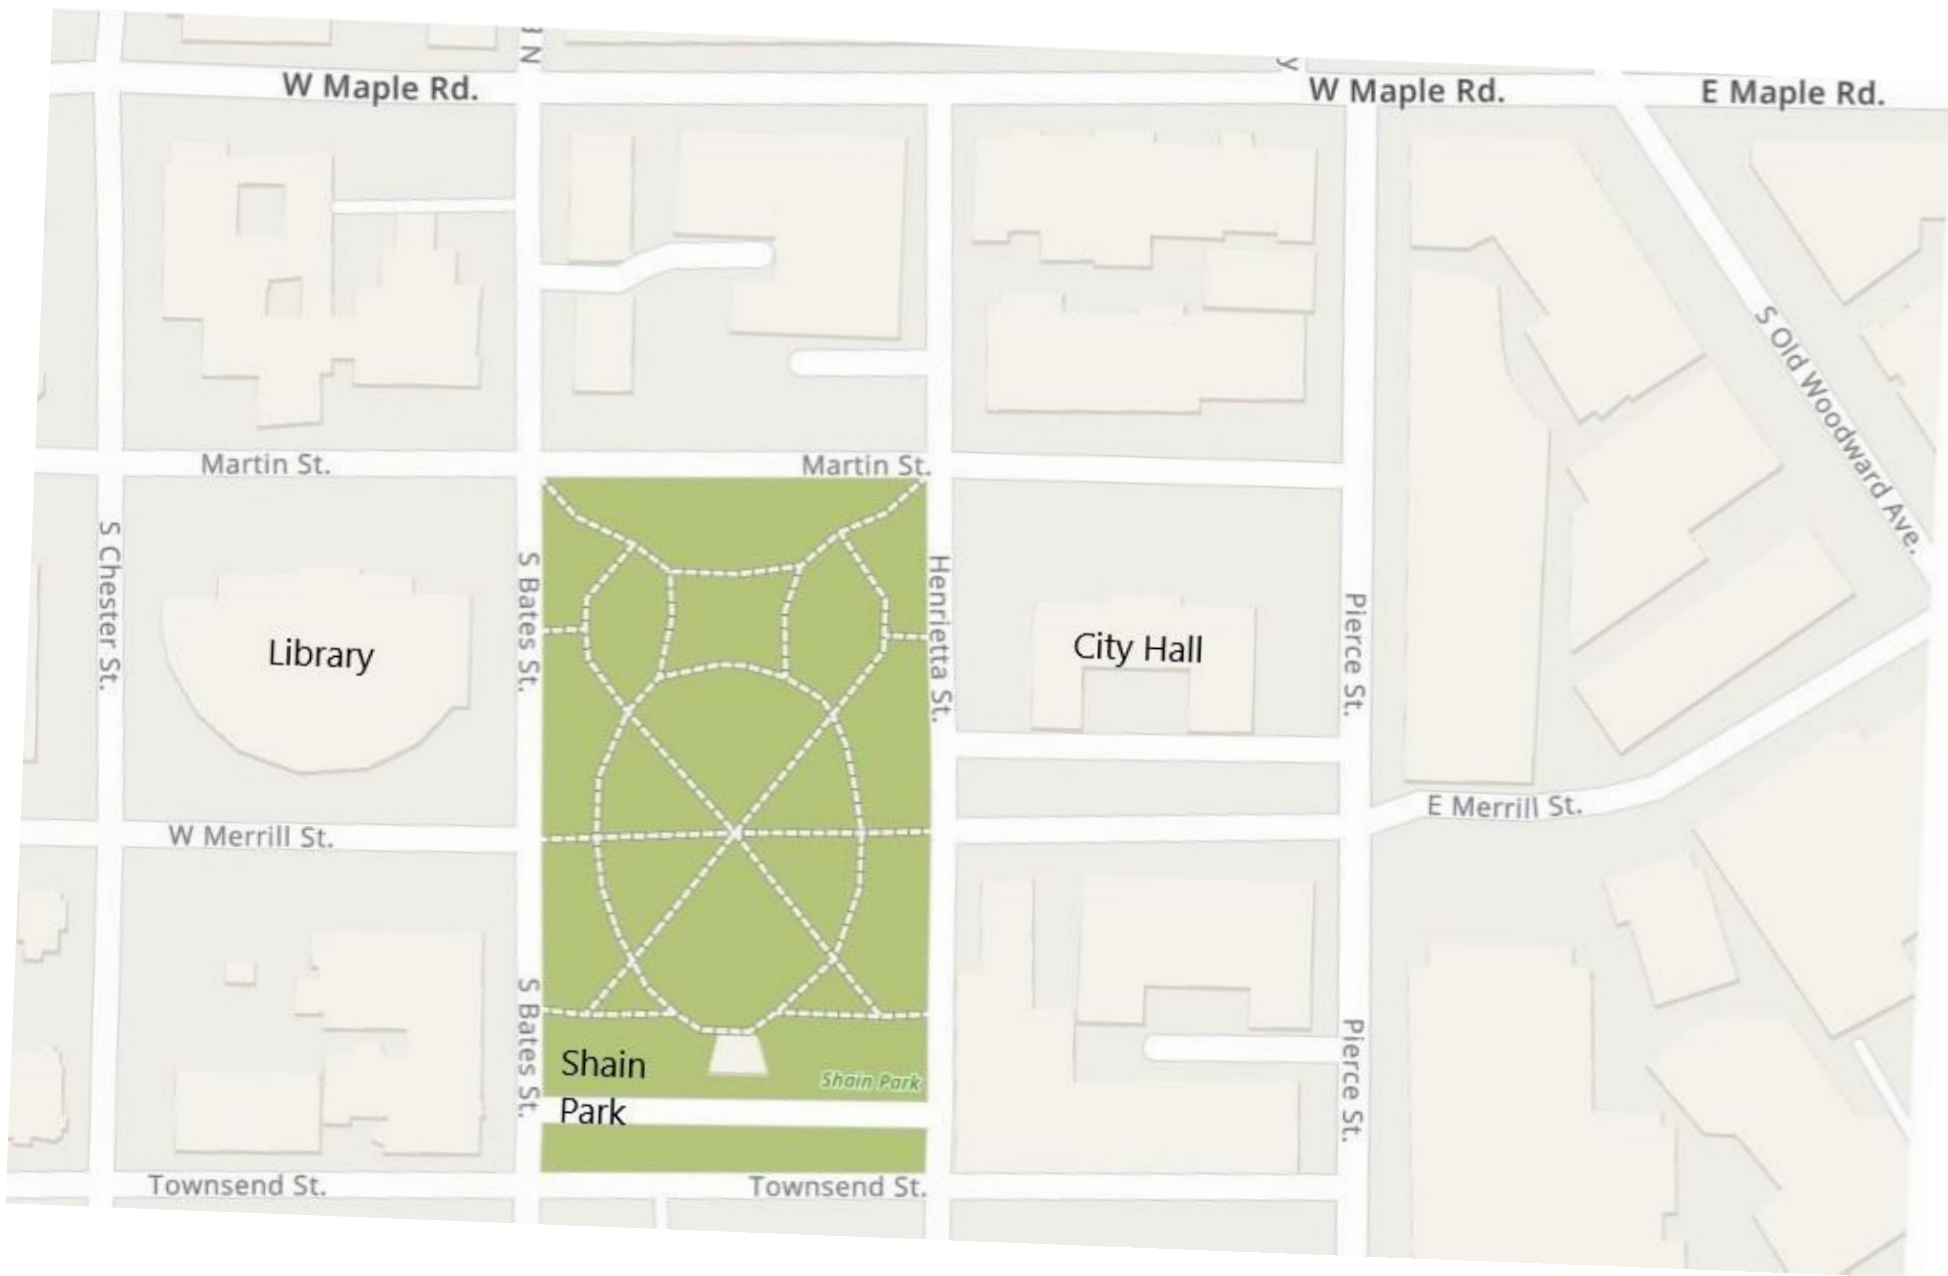 N
W Maple Rd.
W Maple Rd.
E Maple Rd.
S Old Woodward Ave.
Martin St.
Martin St.
S Chester St.
S Bates St.
Henrietta St.
Pierce St.
Library
City Hall
W Merrill St.
E Merrill St.
S Bates St.
Pierce St.
Shain
Park
Shain Park
Townsend St.
Townsend St.